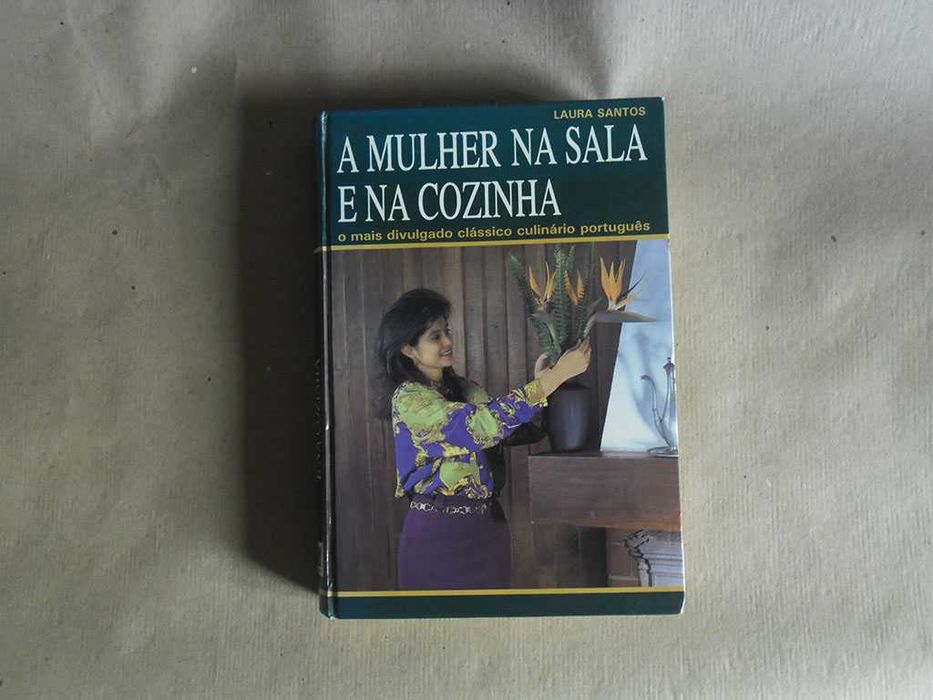 LAURA SANTOS
A MULHER NA SALA
E NA COZINHA
o mais divulgado clássico culinário português